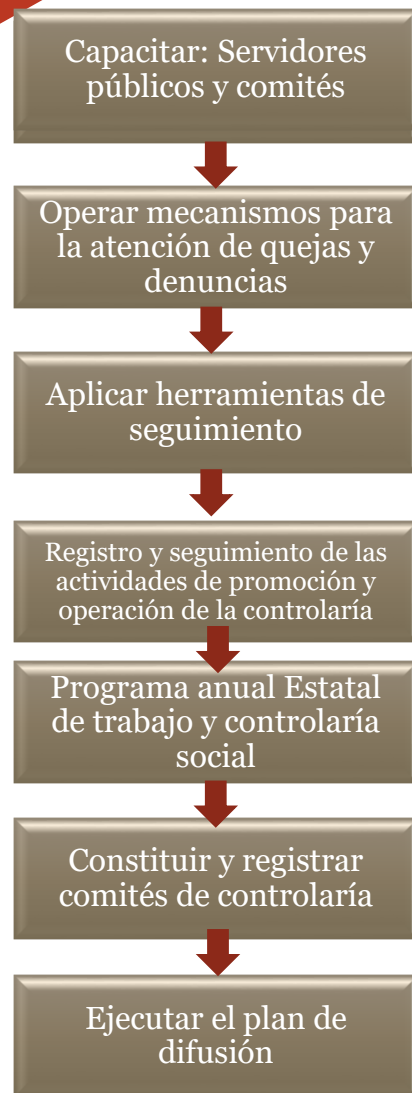 Capacitar: Servidores
públicos y comités
Operar mecanismos para
la atención de quejas y
denuncias
Aplicar herramientas de
seguimiento
Registro y seguimiento de las
actividades de promoción y
operación de la controlaría
Programa anual Estatal
de trabajo y controlaría
social
Constituir y registrar
comités de controlaría
Ejecutar el plan de
difusión